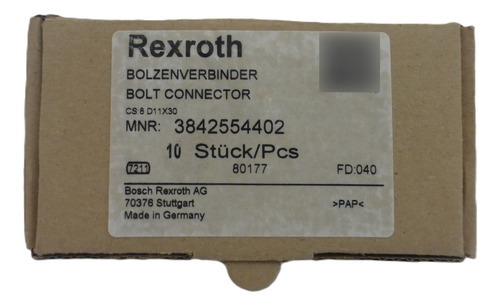 Rexroth
BOLZENVERBINDER
BOLT CONNECTOR
CS:8 D11X30
MNR: 3842554402
10 Stück/Pcs
7211 80177 FD:040
Bosch Rexroth AG
70376 Stuttgart >PAP<
Made in Germany